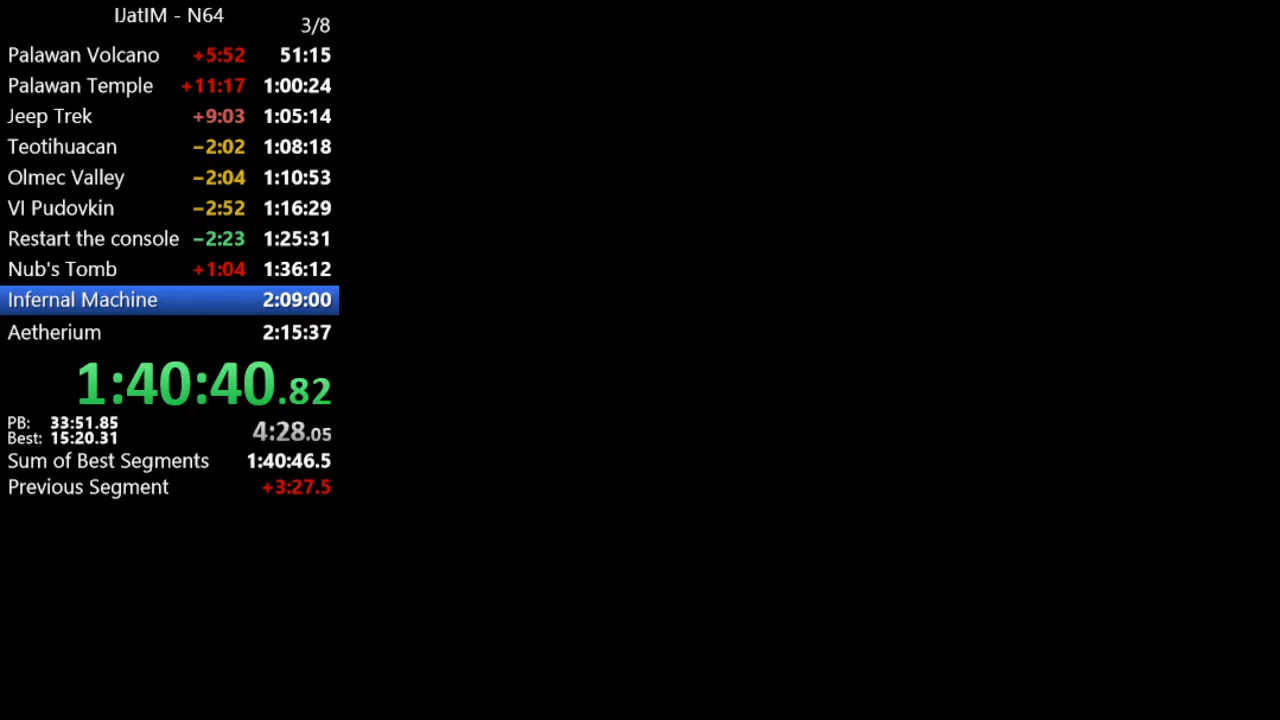 IJatIM - N64
3/8
Palawan Volcano +5:52 51:15
Palawan Temple +11:17 1:00:24
Jeep Trek +9:03 1:05:14
Teotihuacan −2:02 1:08:18
Olmec Valley −2:04 1:10:53
VI Pudovkin −2:52 1:16:29
Restart the console −2:23 1:25:31
Nub's Tomb +1:04 1:36:12
Infernal Machine 2:09:00
Aetherium 2:15:37
1:40:40.82
PB: 33:51.85
Best: 15:20.31
4:28.05
Sum of Best Segments 1:40:46.5
Previous Segment +3:27.5